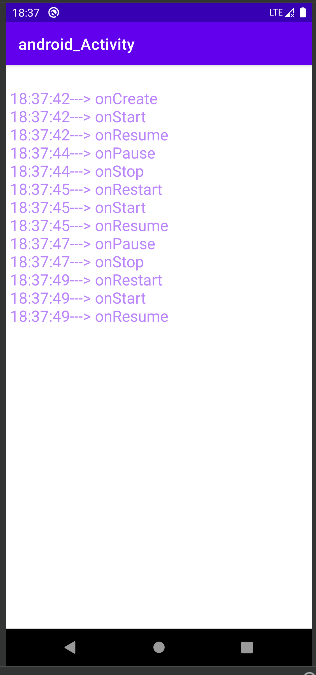 18:37
LTE
android_Activity
18:37:42---> onCreate
18:37:42---> onStart
18:37:42---> onResume
18:37:44---> onPause
18:37:44---> onStop
18:37:45---> onRestart
18:37:45---> onStart
18:37:45---> onResume
18:37:47---> onPause
18:37:47---> onStop
18:37:49---> onRestart
18:37:49---> onStart
18:37:49---> onResume